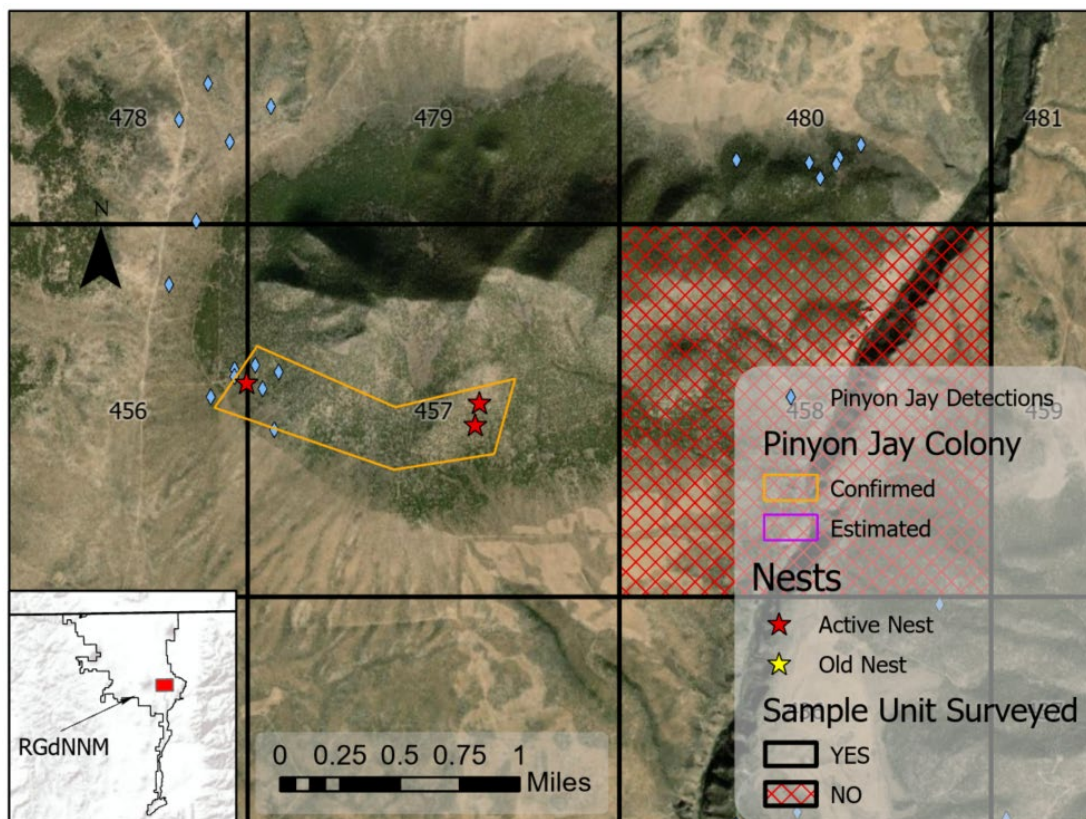 478
479
480
481
N
456
457
458
459
Pinyon Jay Detections
Pinyon Jay Colony
Confirmed
Estimated
Nests
Active Nest
Old Nest
Sample Unit Surveyed
YES
NO
RGdNNM
0 0.25 0.5 0.75 1
Miles